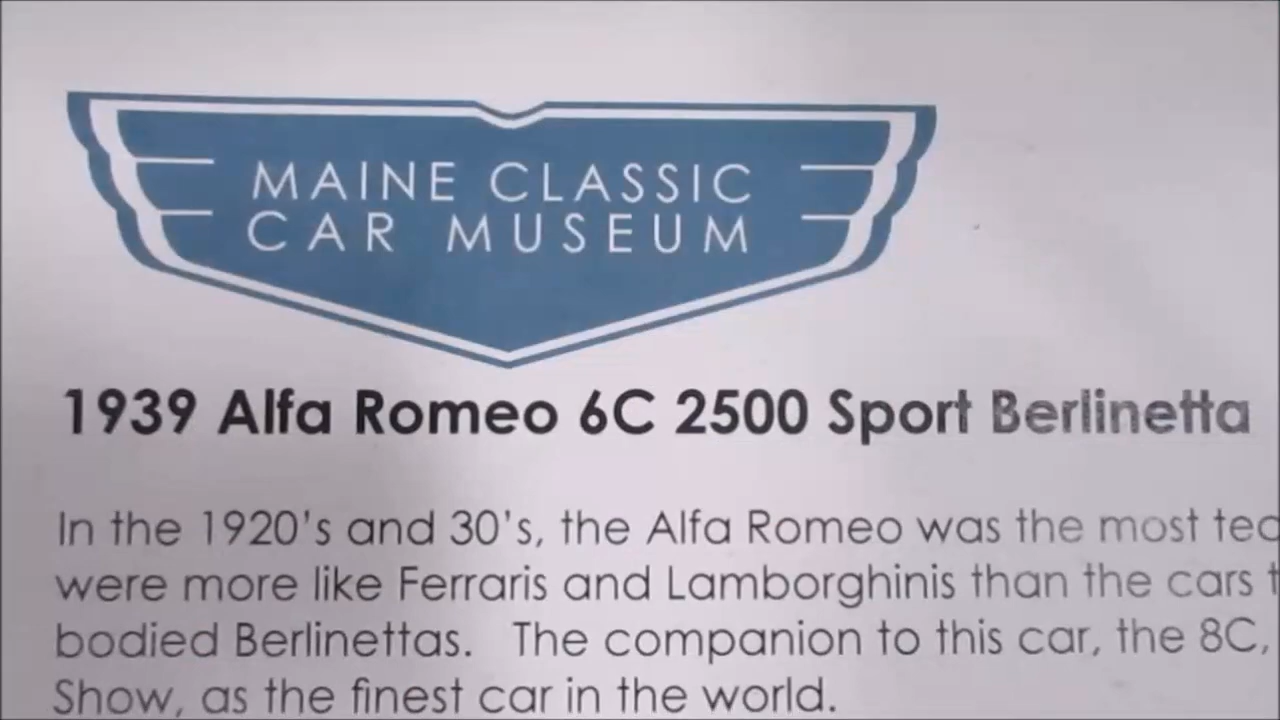 MAINE CLASSIC
CAR MUSEUM
1939 Alfa Romeo 6C 2500 Sport Berlinetta
In the 1920's and 30's, the Alfa Romeo was the most
were more like Ferraris and Lamborghinis than the cars
bodied Berlinettas. The companion to this car, the 8C,
Show, as the finest car in the world.